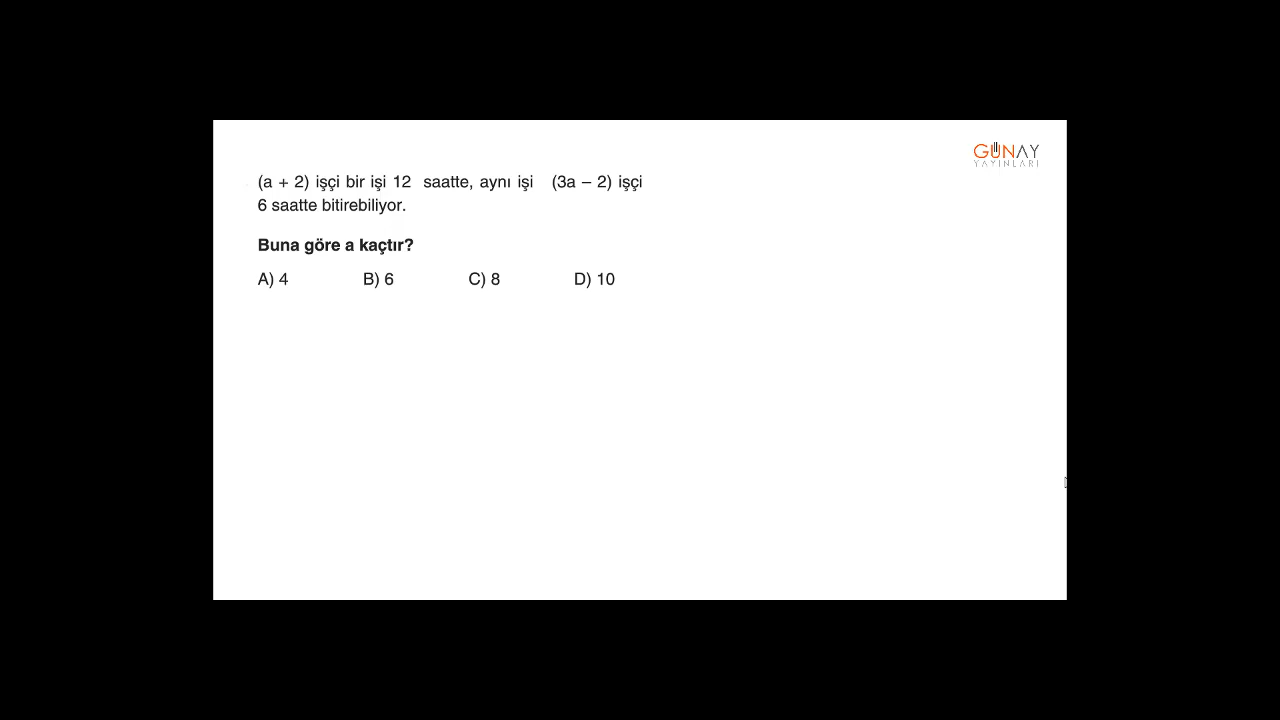 GÜNAY
YAYINLARI
(a + 2) işçi bir işi 12 saatte, aynı işi (3a – 2) işçi
6 saatte bitirebiliyor.
Buna göre a kaçtır?
A) 4 B) 6 C) 8 D) 10